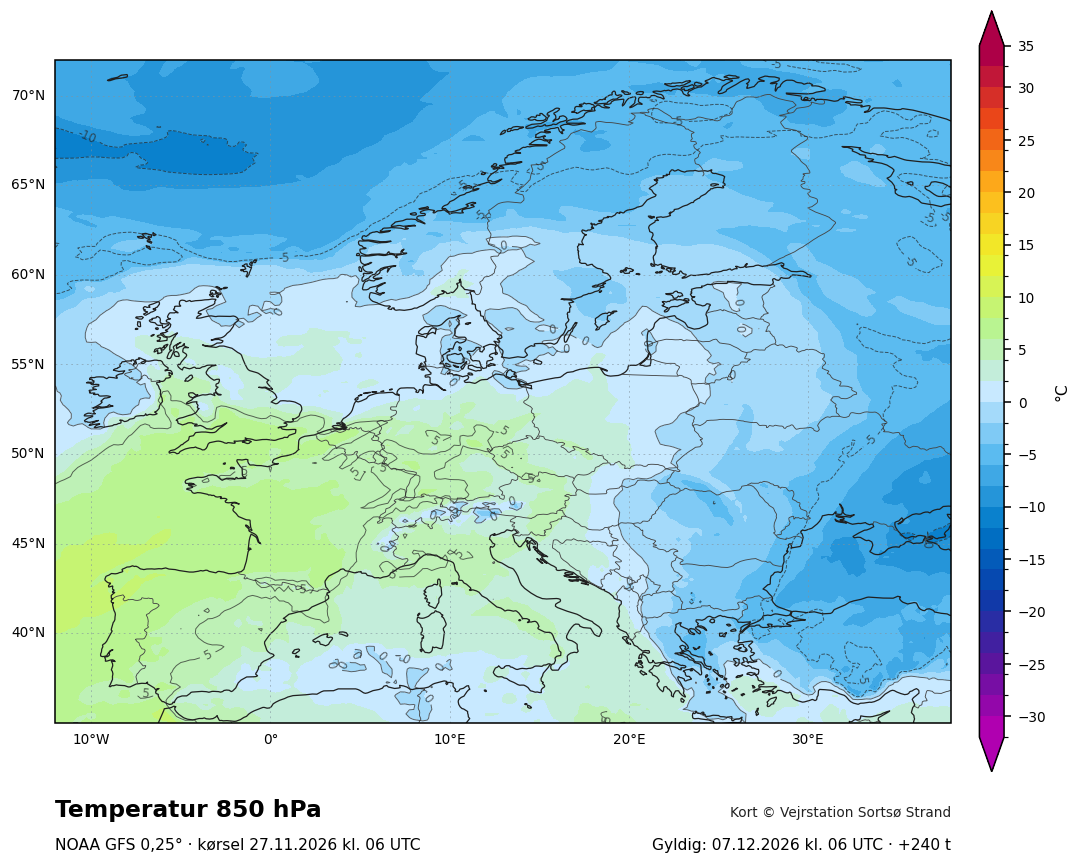 70°N
65°N
60°N
55°N
50°N
45°N
40°N
10°W
0°
10°E
20°E
30°E
35
30
25
20
15
10
5
0
−5
−10
−15
−20
−25
−30
°C
Temperatur 850 hPa
Kort © Vejrstation Sortsø Strand
NOAA GFS 0,25° · kørsel 27.11.2026 kl. 06 UTC
Gyldig: 07.12.2026 kl. 06 UTC · +240 t